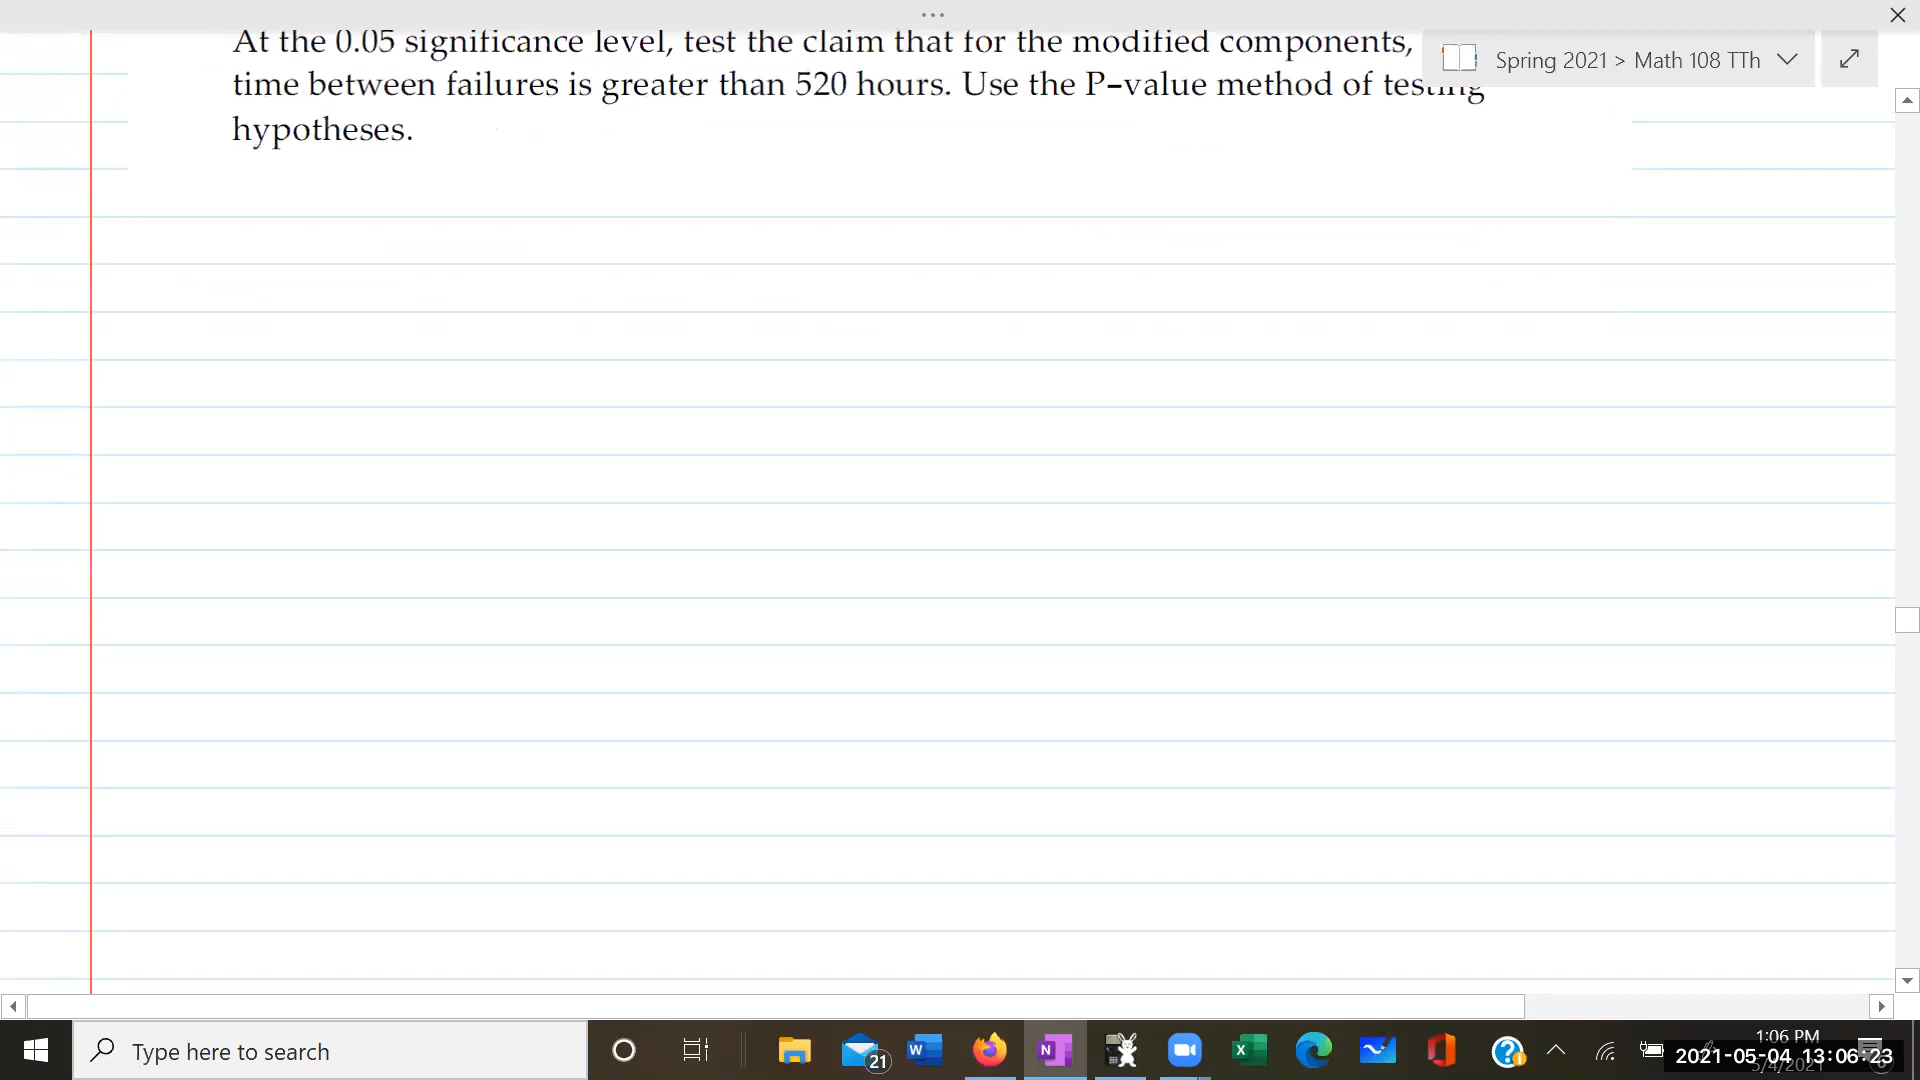 At the 0.05 significance level, test the claim that for the modified components,
Spring 2021 > Math 108 TTh
time between failures is greater than 520 hours. Use the P-value method of testing
hypotheses.
Type here to search
21
1:06 PM
2021-05-04 13:06:23